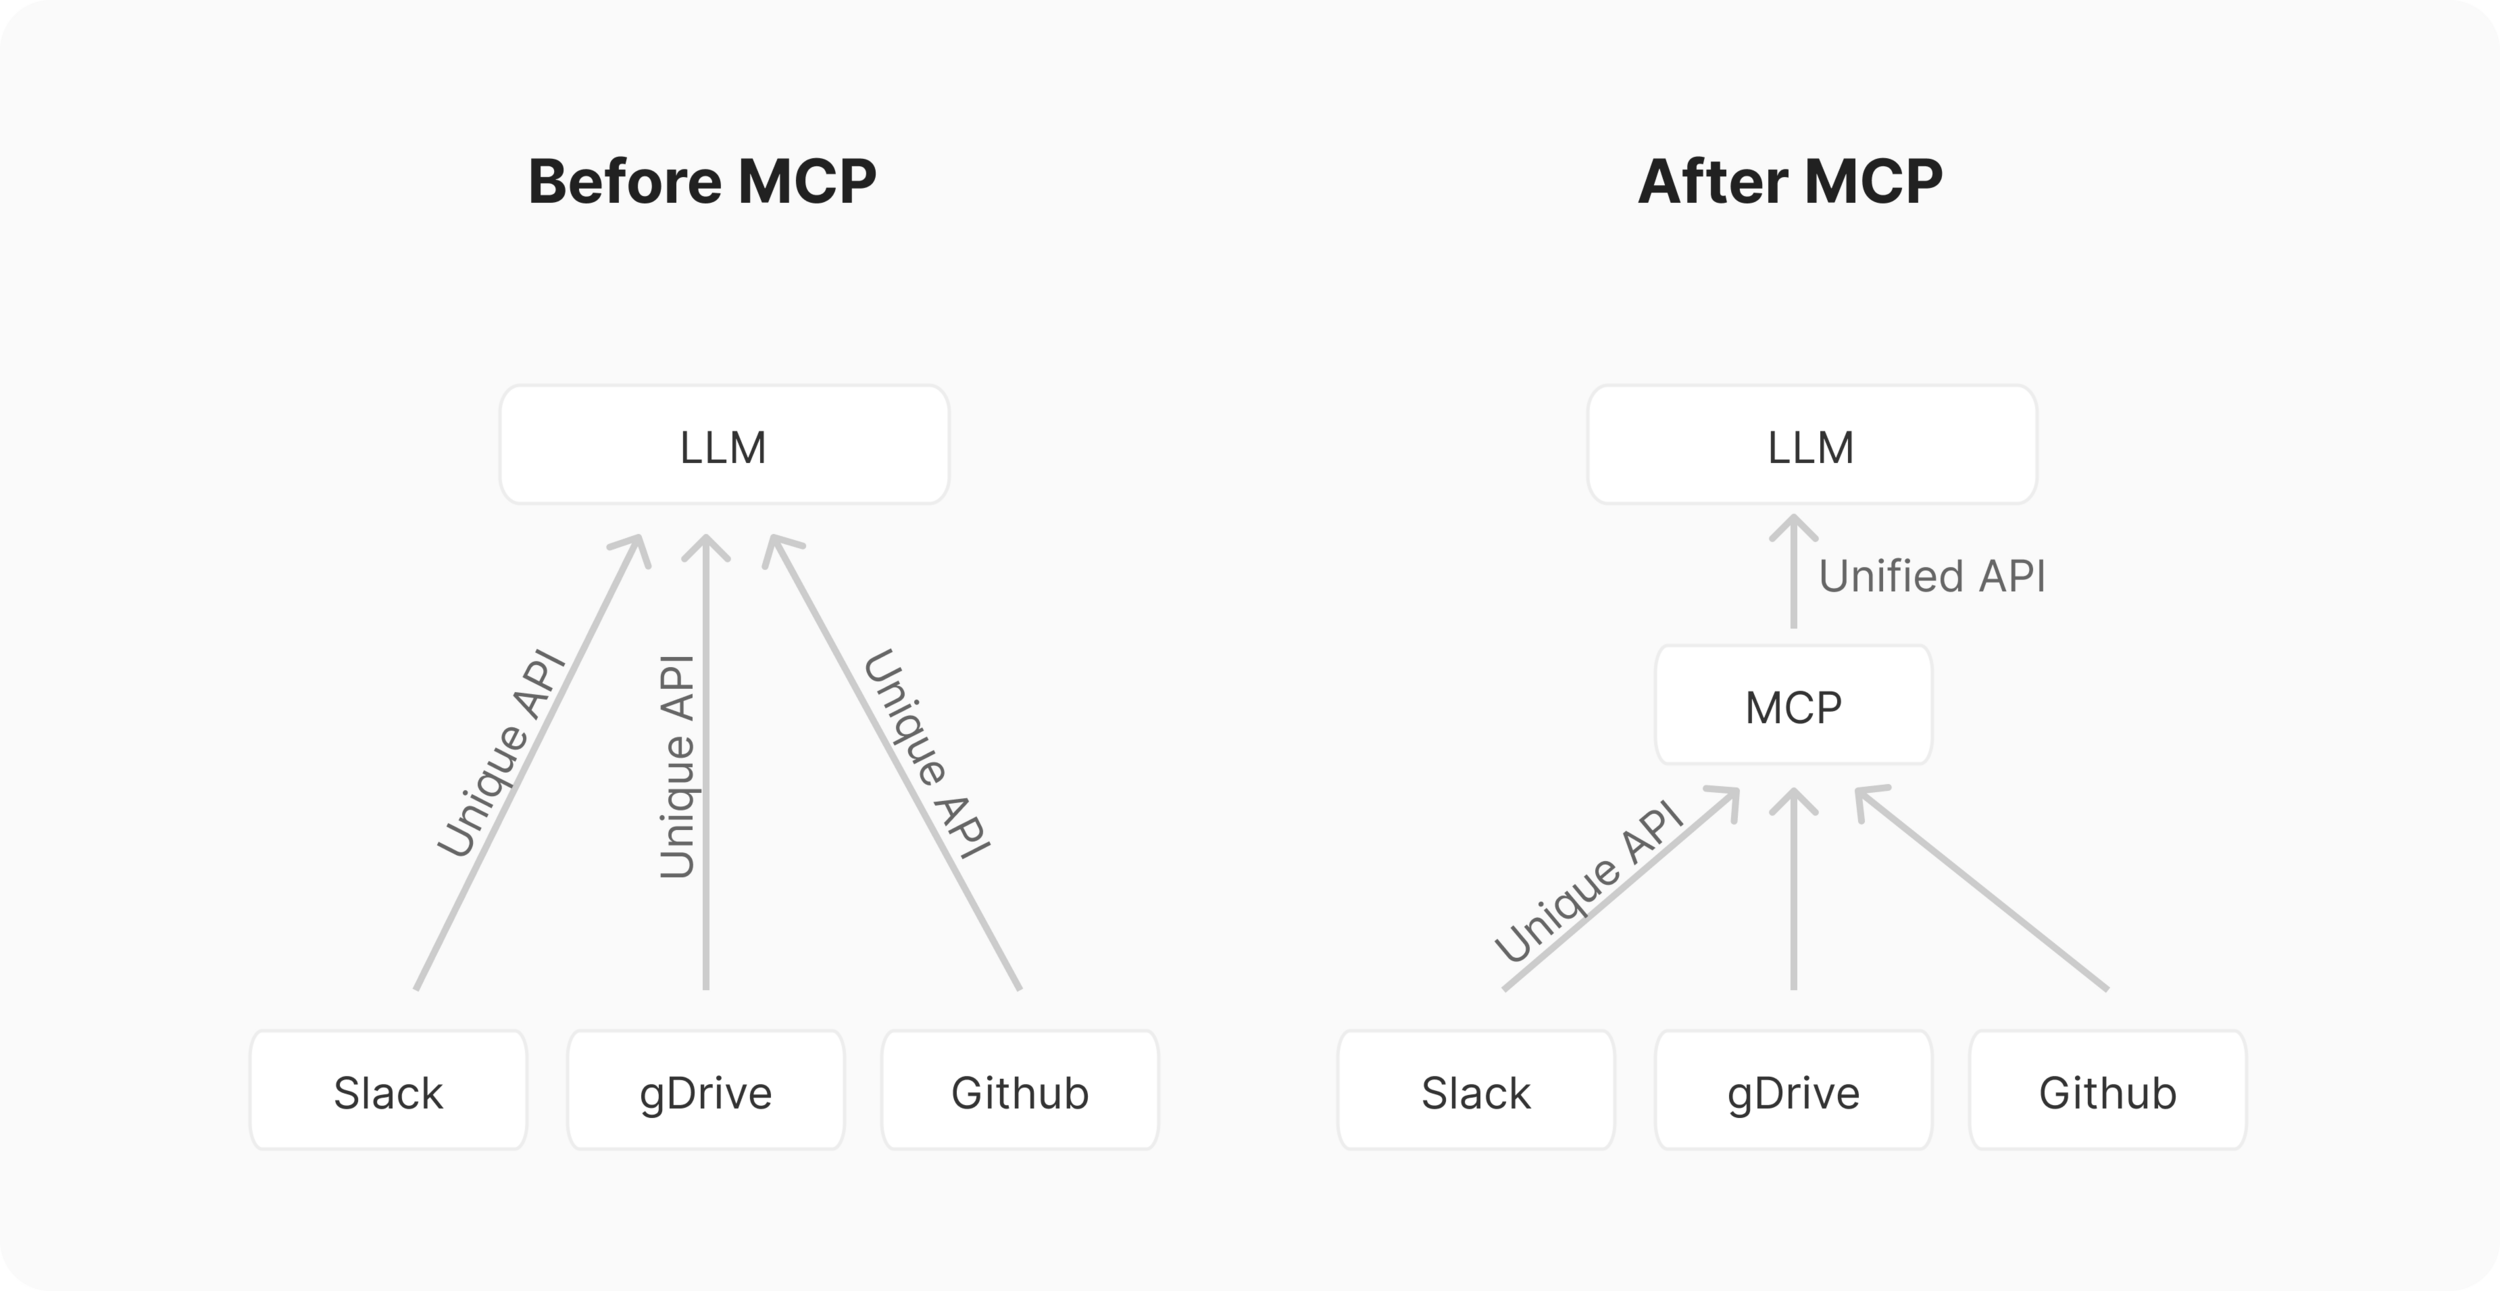 Before MCP
LLM
Unique API
Unique API
Unique API
Slack
gDrive
Github
After MCP
LLM
Unified API
MCP
Unique API
Slack
gDrive
Github